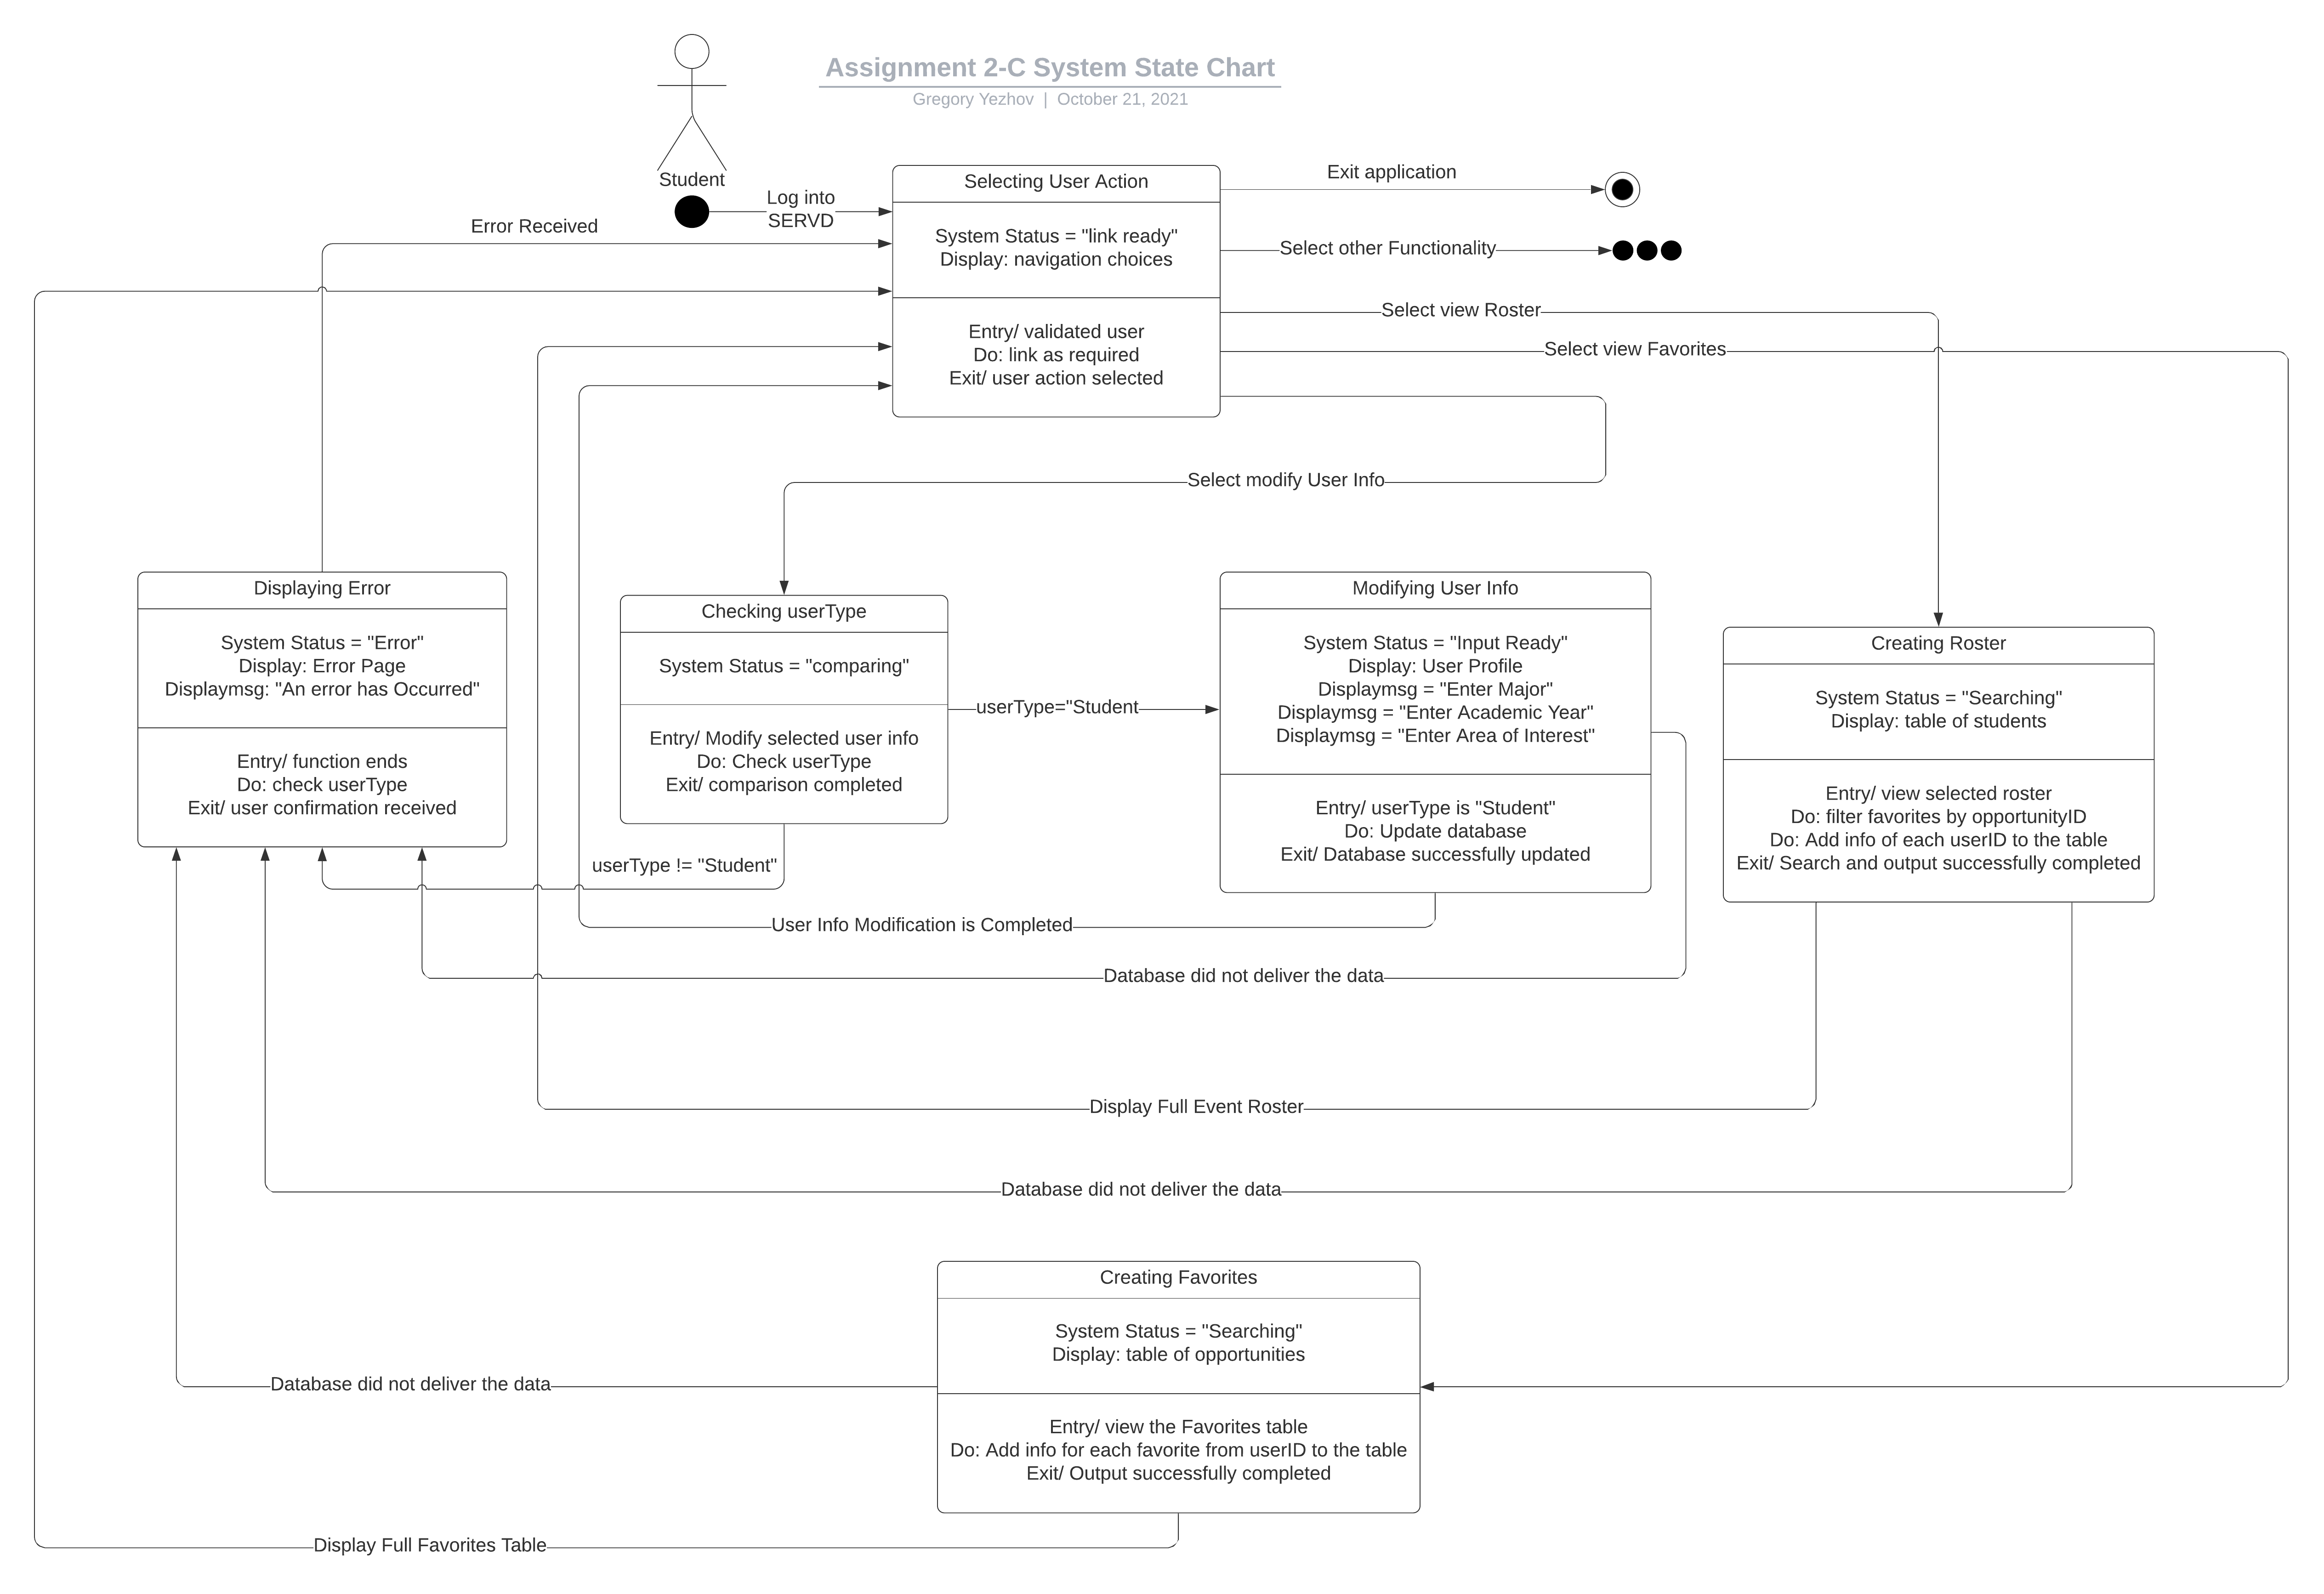 Assignment 2-C System State Chart
Gregory Yezhov | October 21, 2021
Student
Log into
SERVD
Error Received
Selecting User Action
System Status = "link ready"
Display: navigation choices
Entry/ validated user
Do: link as required
Exit/ user action selected
Exit application
Select other Functionality
Select view Roster
Select view Favorites
Select modify User Info
Displaying Error
System Status = "Error"
Display: Error Page
Displaymsg: "An error has Occurred"
Entry/ function ends
Do: check userType
Exit/ user confirmation received
Checking userType
System Status = "comparing"
Entry/ Modify selected user info
Do: Check userType
Exit/ comparison completed
userType="Student
Modifying User Info
System Status = "Input Ready"
Display: User Profile
Displaymsg = "Enter Major"
Displaymsg = "Enter Academic Year"
Displaymsg = "Enter Area of Interest"
Entry/ userType is "Student"
Do: Update database
Exit/ Database successfully updated
Creating Roster
System Status = "Searching"
Display: table of students
Entry/ view selected roster
Do: filter favorites by opportunityID
Do: Add info of each userID to the table
Exit/ Search and output successfully completed
userType != "Student"
User Info Modification is Completed
Database did not deliver the data
Display Full Event Roster
Database did not deliver the data
Creating Favorites
System Status = "Searching"
Display: table of opportunities
Entry/ view the Favorites table
Do: Add info for each favorite from userID to the table
Exit/ Output successfully completed
Database did not deliver the data
Display Full Favorites Table